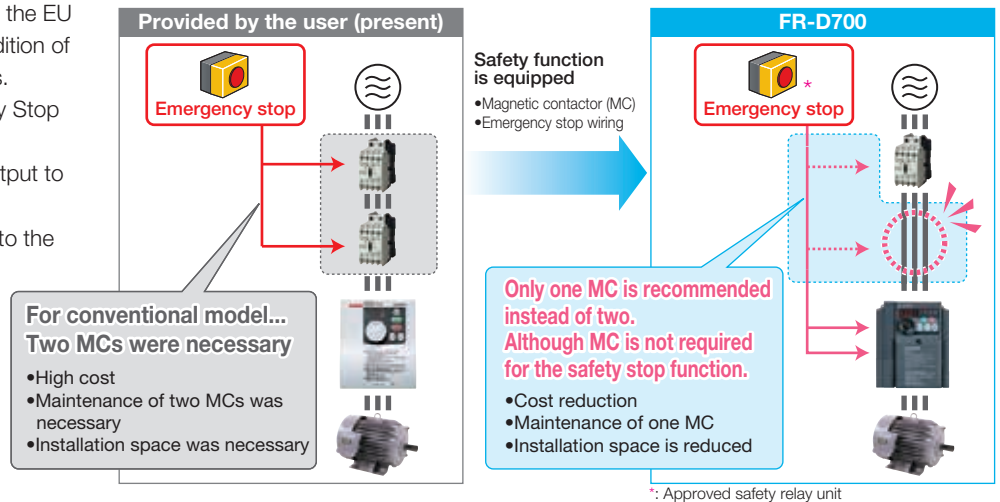 the EU
dition of
s.
y Stop
tput to
to the
Provided by the user (present)
Emergency stop
For conventional model...
Two MCs were necessary
•High cost
•Maintenance of two MCs was
necessary
•Installation space was necessary
Safety function
is equipped
•Magnetic contactor (MC)
•Emergency stop wiring
FR-D700
*
Emergency stop
Only one MC is recommended
instead of two.
Although MC is not required
for the safety stop function.
•Cost reduction
•Maintenance of one MC
•Installation space is reduced
*: Approved safety relay unit